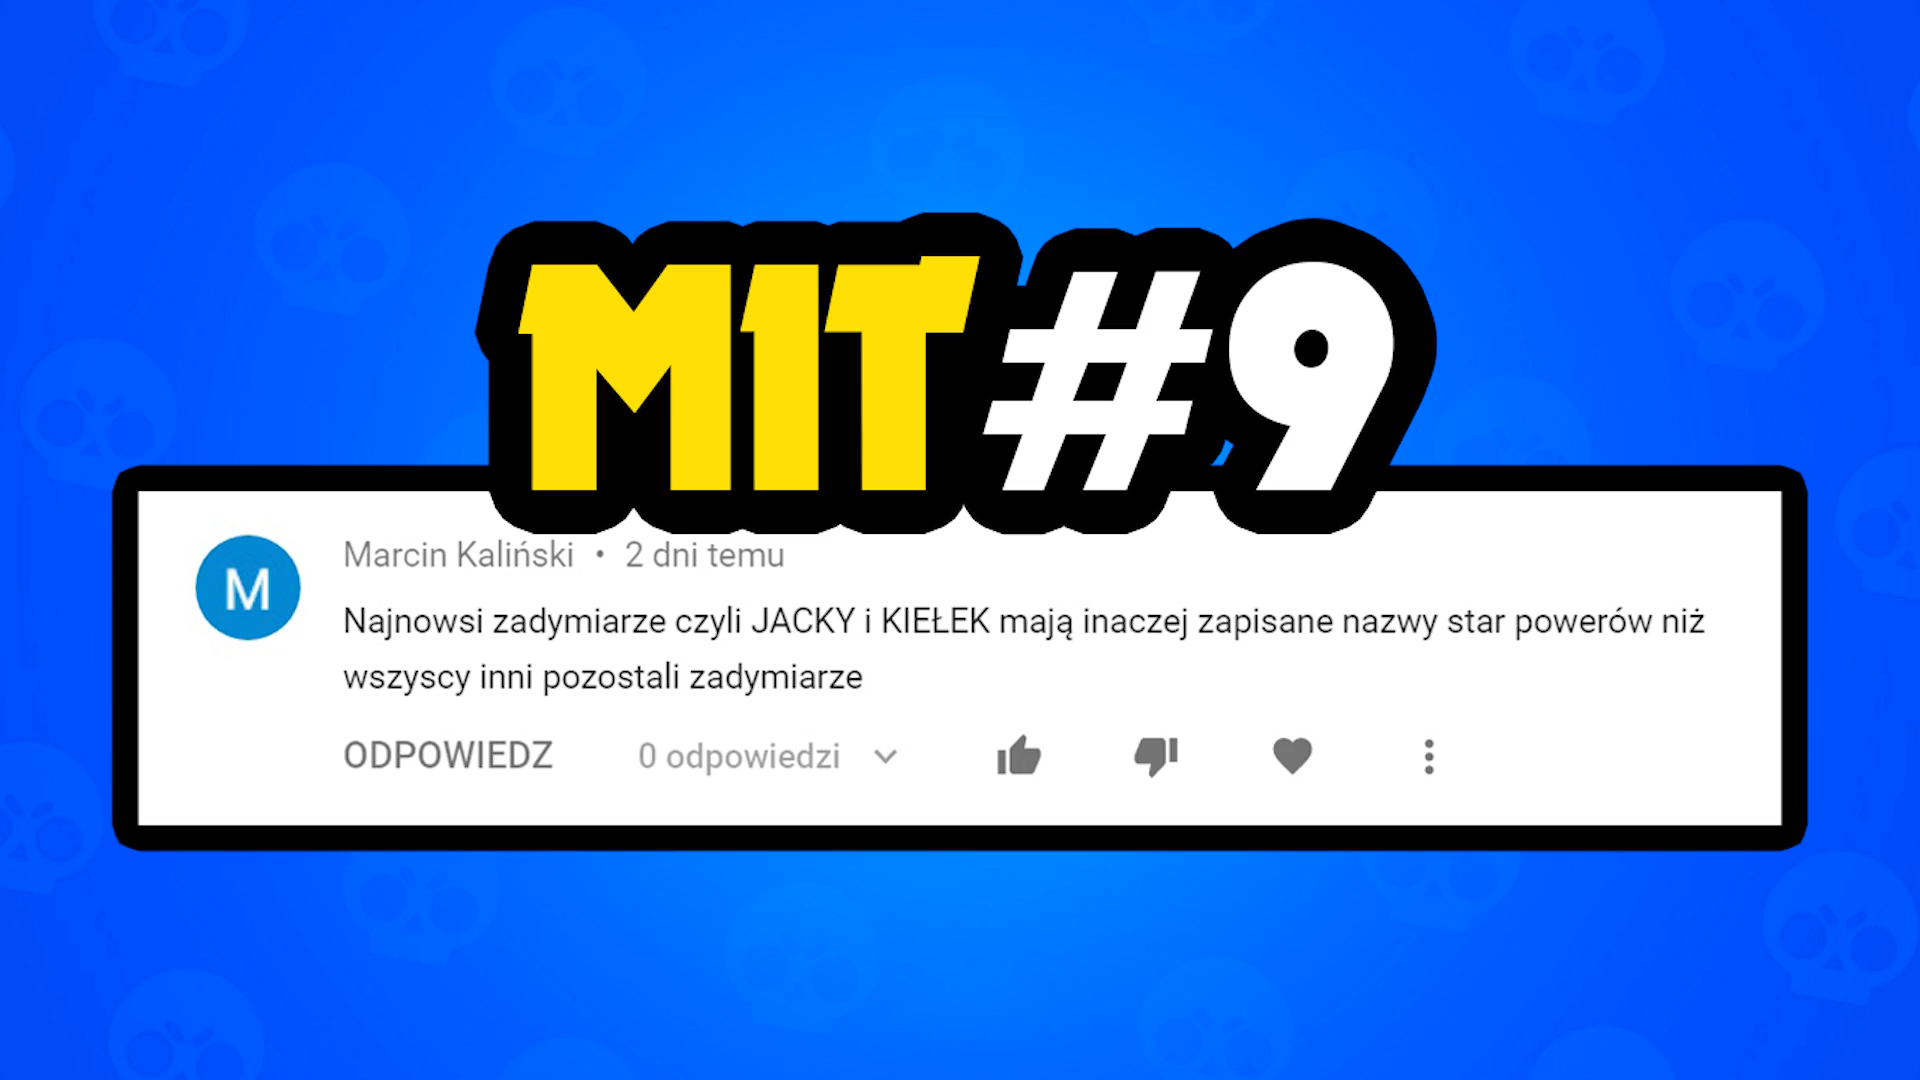 MIT #9
M
Marcin Kaliński • 2 dni temu
Najnowsi zadymiarze czyli JACKY i KIEŁEK mają inaczej zapisane nazwy star powerów niż
wszyscy inni pozostali zadymiarze
ODPOWIEDZ 0 odpowiedzi